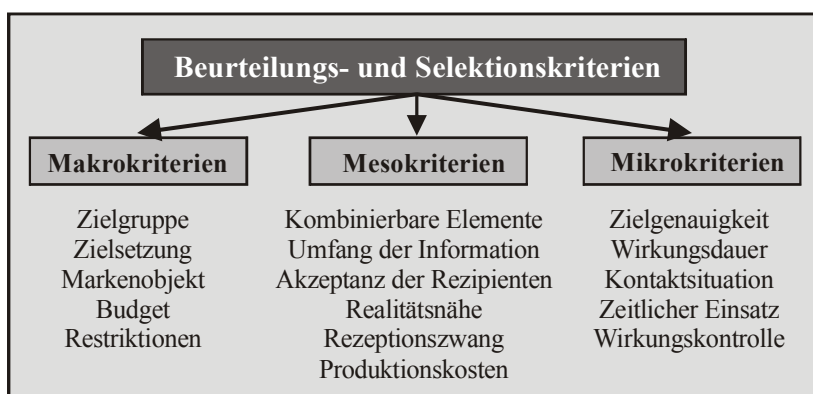 Beurteilungs- und Selektionskriterien
Makrokriterien
Zielgruppe
Zielsetzung
Markenobjekt
Budget
Restriktionen
Mesokriterien
Kombinierbare Elemente
Umfang der Information
Akzeptanz der Rezipienten
Realitätsnähe
Rezeptionszwang
Produktionskosten
Mikrokriterien
Zielgenauigkeit
Wirkungsdauer
Kontaktsituation
Zeitlicher Einsatz
Wirkungskontrolle